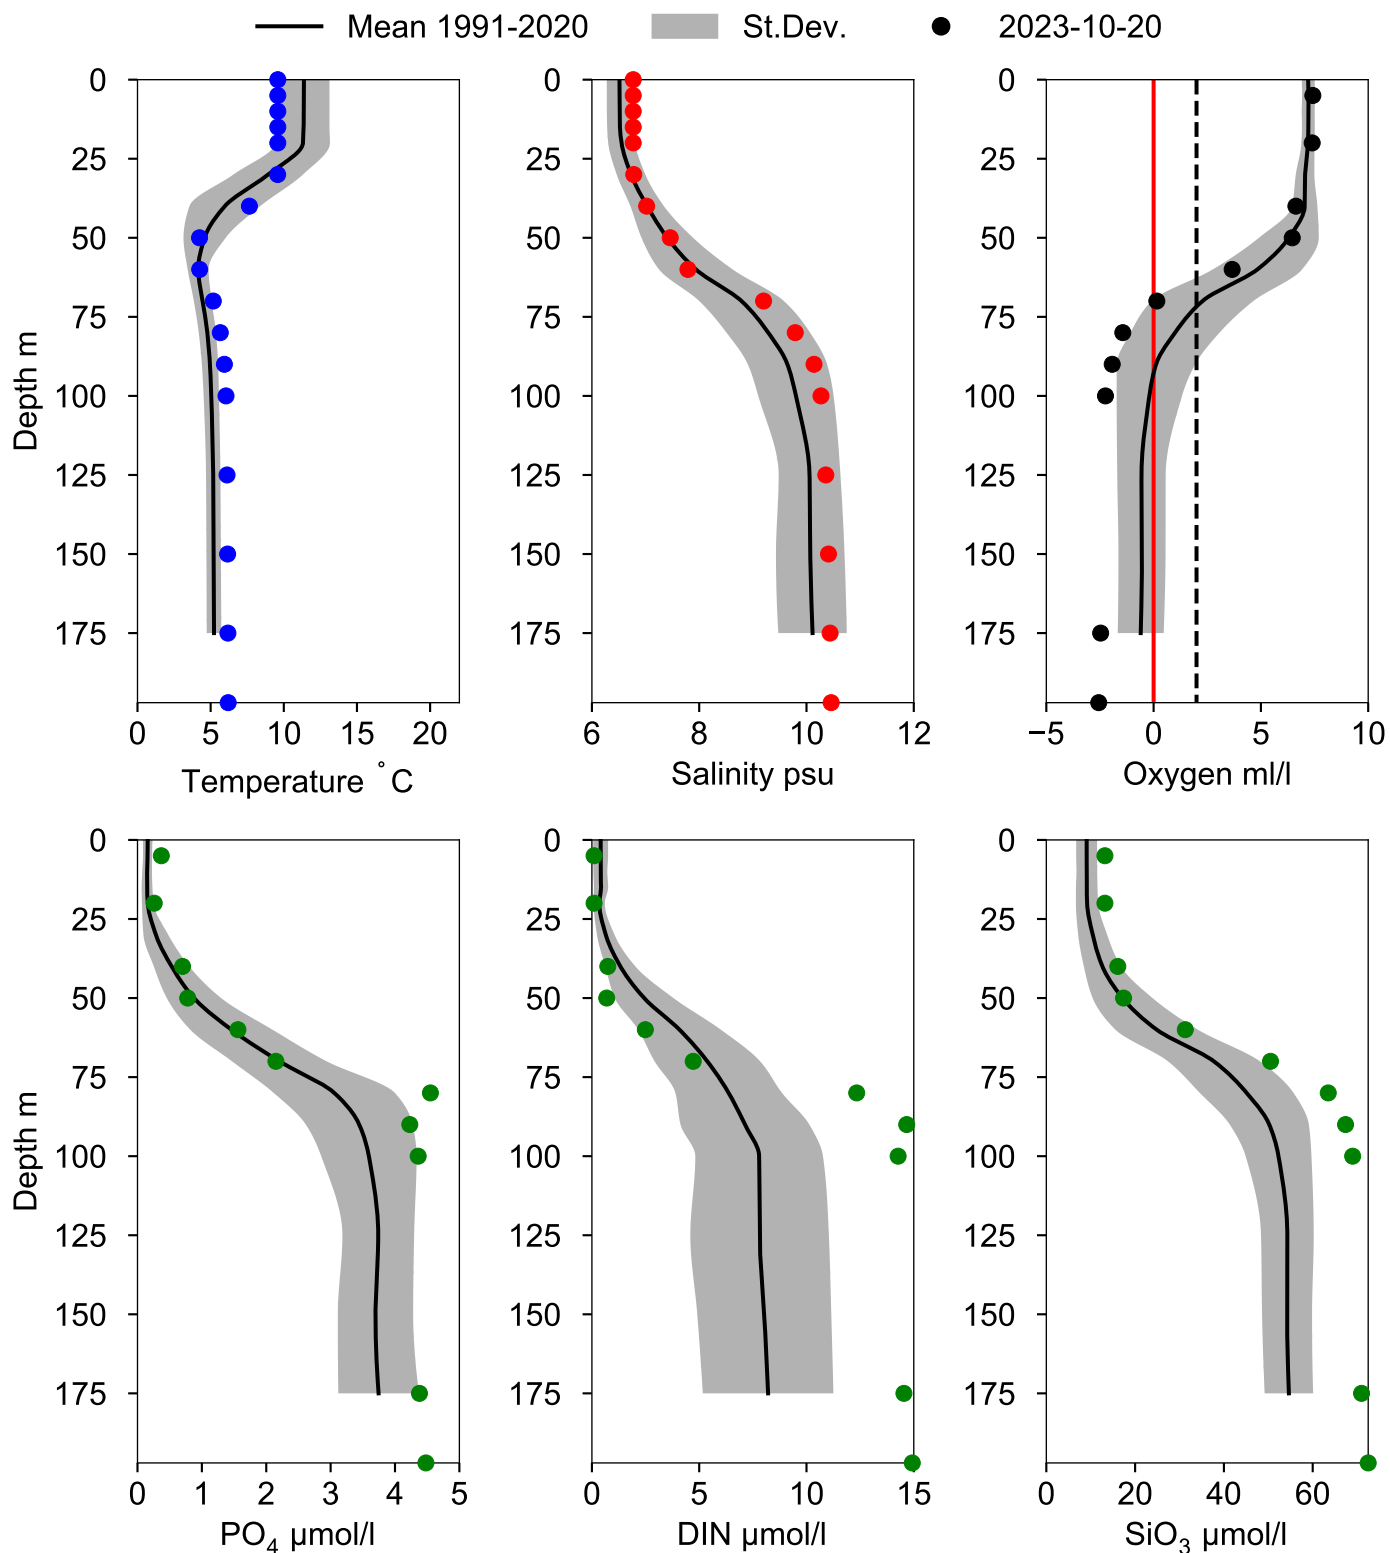 Mean 1991-2020 St.Dev. 2023-10-20
0 0 0
25 25 25
50 50 50
75 75 75
100 100 100
125 125 125
150 150 150
175 175 175
Depth m
0 5 10 15 20 6 8 10 12 −5 0 5 10
Temperature °C Salinity psu Oxygen ml/l
0 0 0
25 25 25
50 50 50
75 75 75
100 100 100
125 125 125
150 150 150
175 175 175
Depth m
0 1 2 3 4 5 0 5 10 15 0 20 40 60
PO₄ µmol/l DIN µmol/l SiO₃ µmol/l